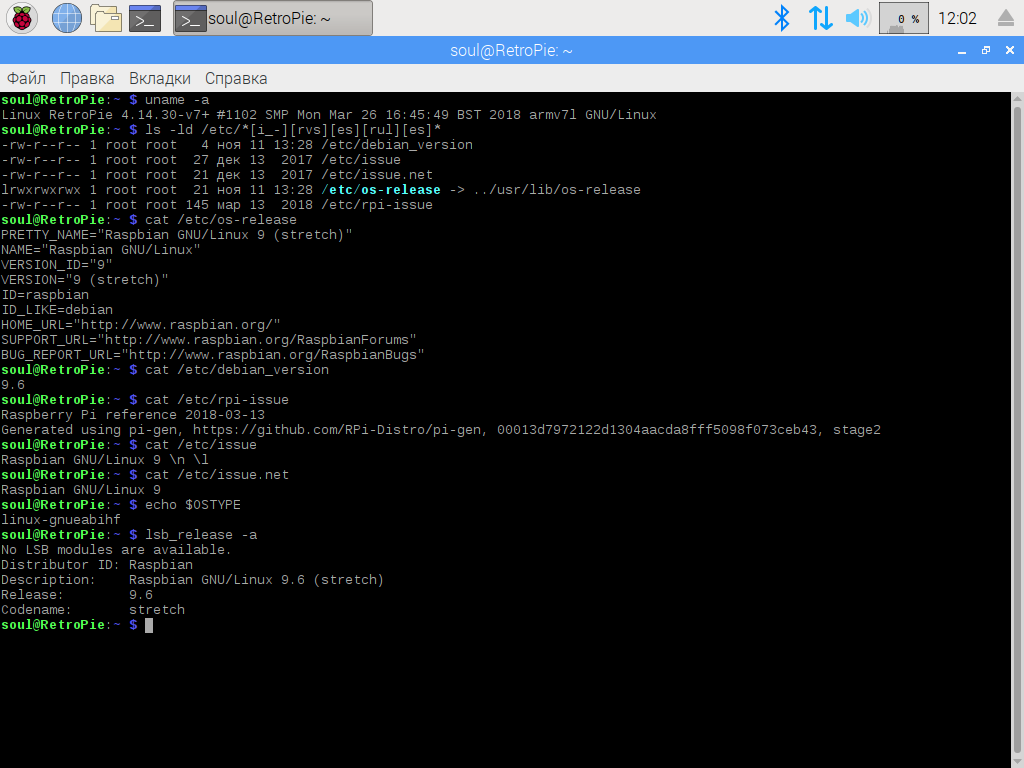 soul@RetroPie: ~
0 %
12:02
soul@RetroPie: ~
Файл Правка Вкладки Справка
soul@RetroPie:~ $ uname -a
Linux RetroPie 4.14.30-v7+ #1102 SMP Mon Mar 26 16:45:49 BST 2018 armv7l GNU/Linux
soul@RetroPie:~ $ ls -ld /etc/*[i_-][rvs][es][rul][es]*
-rw-r--r-- 1 root root   4 ноя 11 13:28 /etc/debian_version
-rw-r--r-- 1 root root  27 дек 13  2017 /etc/issue
-rw-r--r-- 1 root root  21 дек 13  2017 /etc/issue.net
lrwxrwxrwx 1 root root  21 ноя 11 13:28 /etc/os-release -> ../usr/lib/os-release
-rw-r--r-- 1 root root 145 мар 13  2018 /etc/rpi-issue
soul@RetroPie:~ $ cat /etc/os-release
PRETTY_NAME="Raspbian GNU/Linux 9 (stretch)"
NAME="Raspbian GNU/Linux"
VERSION_ID="9"
VERSION="9 (stretch)"
ID=raspbian
ID_LIKE=debian
HOME_URL="http://www.raspbian.org/"
SUPPORT_URL="http://www.raspbian.org/RaspbianForums"
BUG_REPORT_URL="http://www.raspbian.org/RaspbianBugs"
soul@RetroPie:~ $ cat /etc/debian_version
9.6
soul@RetroPie:~ $ cat /etc/rpi-issue
Raspberry Pi reference 2018-03-13
Generated using pi-gen, https://github.com/RPi-Distro/pi-gen, 00013d7972122d1304aacda8fff5098f073ceb43, stage2
soul@RetroPie:~ $ cat /etc/issue
Raspbian GNU/Linux 9 \n \l
soul@RetroPie:~ $ cat /etc/issue.net
Raspbian GNU/Linux 9
soul@RetroPie:~ $ echo $OSTYPE
linux-gnueabihf
soul@RetroPie:~ $ lsb_release -a
No LSB modules are available.
Distributor ID: Raspbian
Description:    Raspbian GNU/Linux 9.6 (stretch)
Release:        9.6
Codename:       stretch
soul@RetroPie:~ $